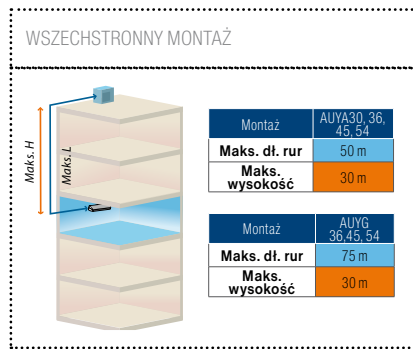 WSZECHSTRONNY MONTAŻ
Maks. H
Maks. L
Montaż AUYA30, 36, 45, 54
Maks. dł. rur 50 m
Maks. wysokość 30 m
Montaż AUYG 36,45, 54
Maks. dł. rur 75 m
Maks. wysokość 30 m